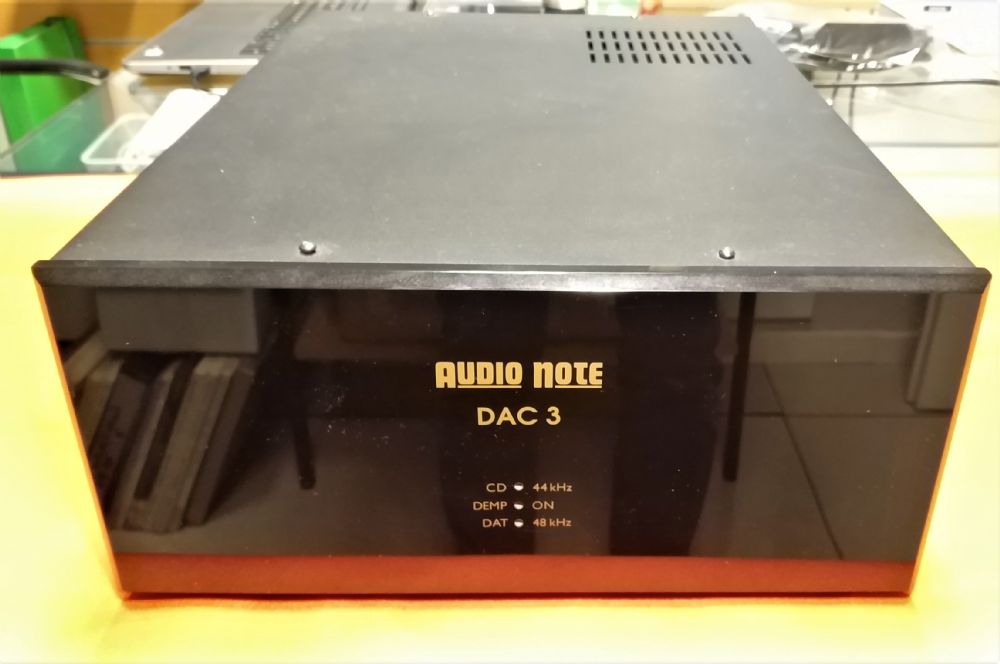 AUDIO NOTE
DAC 3
CD 44 kHz
DEMP ON
DAT 48 kHz